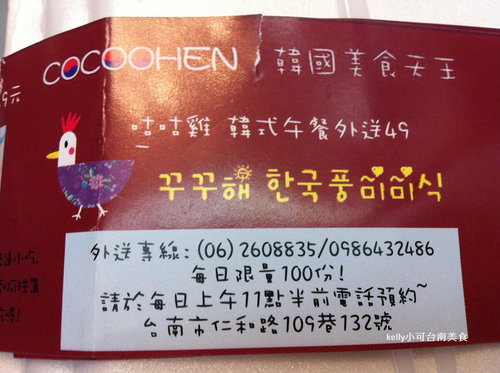 COCOOHEN 韓國美食天王
9元
咕咕雞 韓式午餐外送49
꾸꾸해 한국풍미미식
外送專線:(06)2608835/0986432486
每日限量100份!
請於每日上午11點半前電話預約~
台南市仁和路109巷132號
kelly小可台南美食